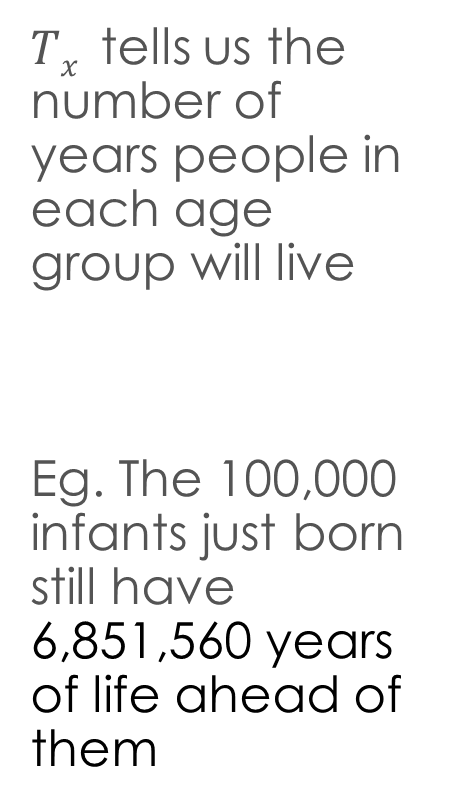 Tₓ tells us the
number of
years people in
each age
group will live
Eg. The 100,000
infants just born
still have
6,851,560 years
of life ahead of
them